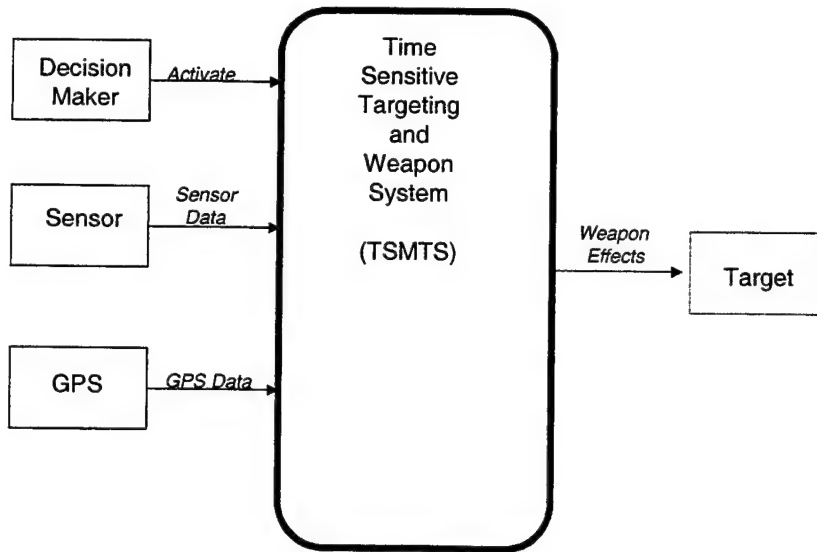 Decision
Maker
Activate
Sensor
Sensor
Data
GPS
GPS Data
Time
Sensitive
Targeting
and
Weapon
System
(TSMTS)
Weapon
Effects
Target